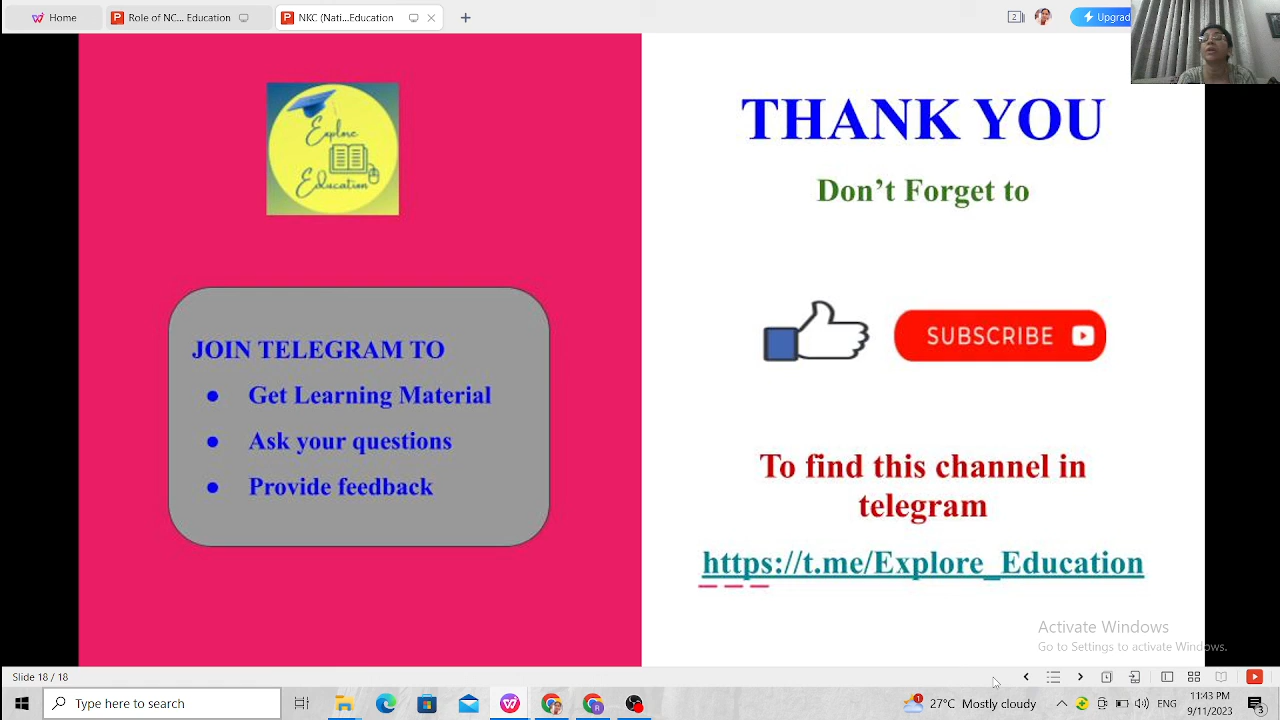 Home
Role of NC... Education
NKC (Nati...Education
2
Upgrad
Explore
Education
JOIN TELEGRAM TO
● Get Learning Material
● Ask your questions
● Provide feedback
THANK YOU
Don’t Forget to
SUBSCRIBE
To find this channel in
telegram
https://t.me/Explore_Education
Activate Windows
Go to Settings to activate Windows.
Slide 18 / 18
Type here to search
1
27°C Mostly cloudy
ENG
11:43 PM
9/11/2023
3